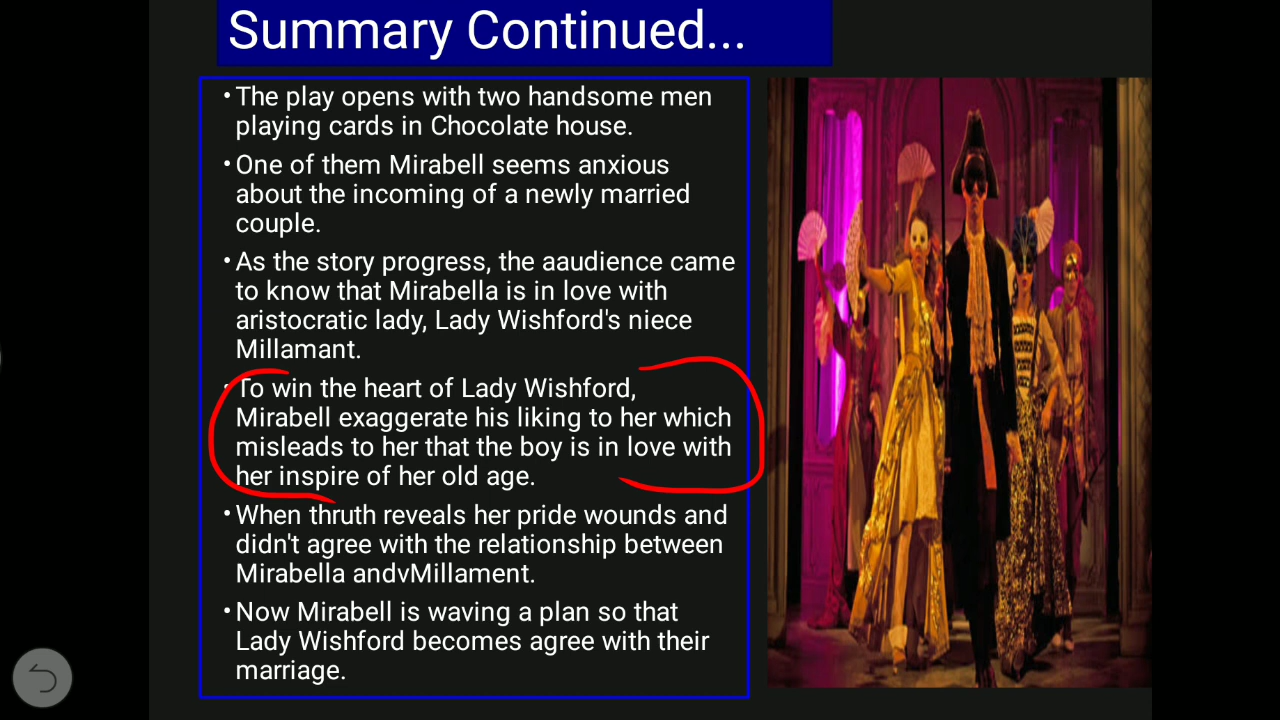 Summary Continued...
• The play opens with two handsome men
playing cards in Chocolate house.
• One of them Mirabell seems anxious
about the incoming of a newly married
couple.
• As the story progress, the aaudience came
to know that Mirabella is in love with
aristocratic lady, Lady Wishford's niece
Millamant.
• To win the heart of Lady Wishford,
Mirabell exaggerate his liking to her which
misleads to her that the boy is in love with
her inspire of her old age.
• When thruth reveals her pride wounds and
didn't agree with the relationship between
Mirabella andvMillament.
• Now Mirabell is waving a plan so that
Lady Wishford becomes agree with their
marriage.